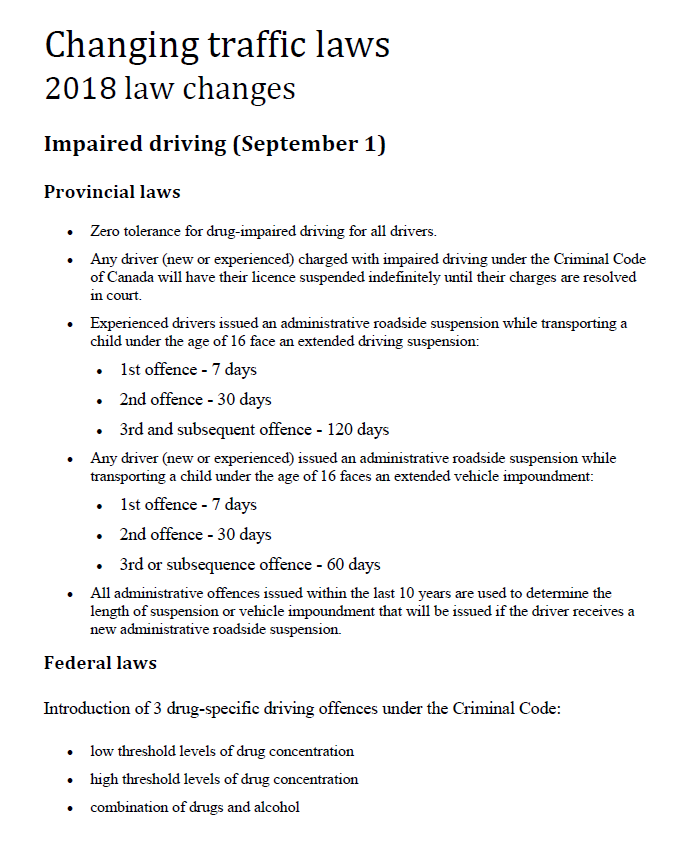 Changing traffic laws
2018 law changes
Impaired driving (September 1)
Provincial laws
• Zero tolerance for drug-impaired driving for all drivers.
• Any driver (new or experienced) charged with impaired driving under the Criminal Code
of Canada will have their licence suspended indefinitely until their charges are resolved
in court.
• Experienced drivers issued an administrative roadside suspension while transporting a
child under the age of 16 face an extended driving suspension:
• 1st offence - 7 days
• 2nd offence - 30 days
• 3rd and subsequent offence - 120 days
• Any driver (new or experienced) issued an administrative roadside suspension while
transporting a child under the age of 16 faces an extended vehicle impoundment:
• 1st offence - 7 days
• 2nd offence - 30 days
• 3rd or subsequence offence - 60 days
• All administrative offences issued within the last 10 years are used to determine the
length of suspension or vehicle impoundment that will be issued if the driver receives a
new administrative roadside suspension.
Federal laws
Introduction of 3 drug-specific driving offences under the Criminal Code:
• low threshold levels of drug concentration
• high threshold levels of drug concentration
• combination of drugs and alcohol